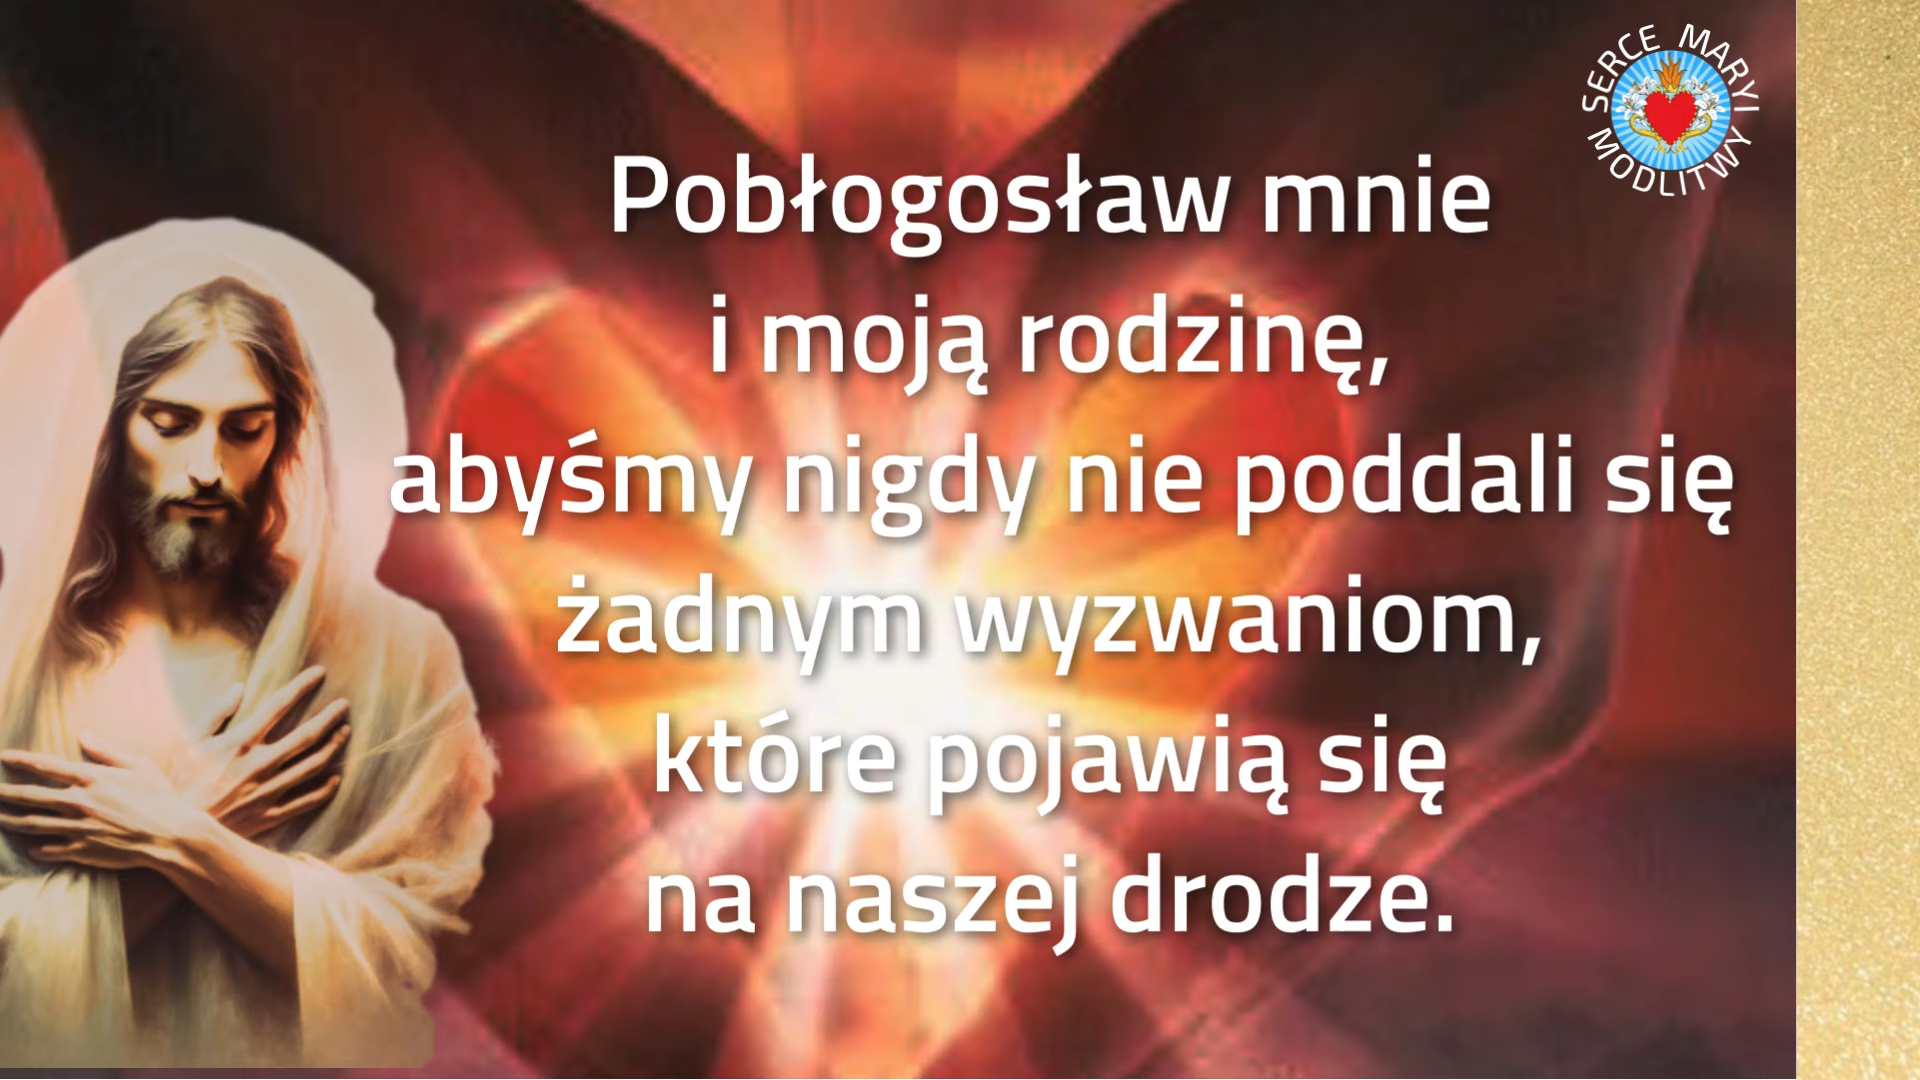 SERCE MARYI
MODLITWY
Pobłogosław mnie
i moją rodzinę,
abyśmy nigdy nie poddali się
żadnym wyzwaniom,
które pojawią się
na naszej drodze.